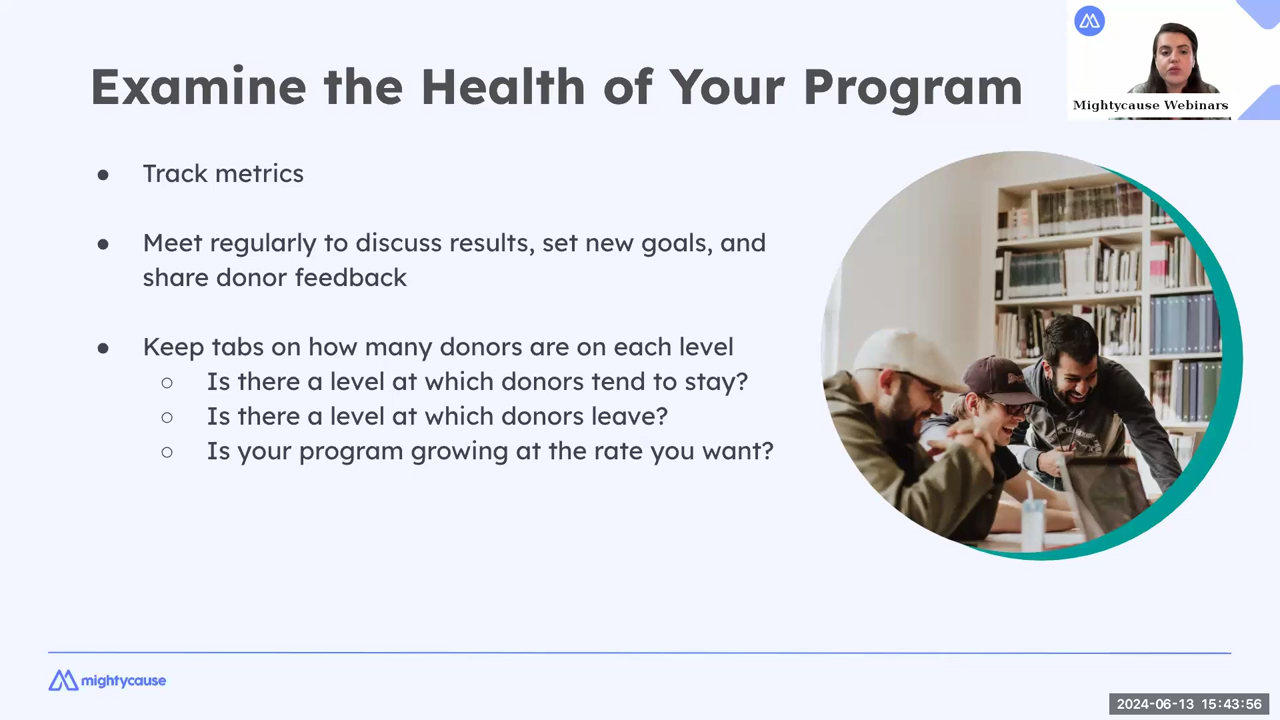 Examine the Health of Your Program
Mightycause Webinars
● Track metrics
● Meet regularly to discuss results, set new goals, and
share donor feedback
● Keep tabs on how many donors are on each level
○ Is there a level at which donors tend to stay?
○ Is there a level at which donors leave?
○ Is your program growing at the rate you want?
mightycause
2024-06-13 15:43:56